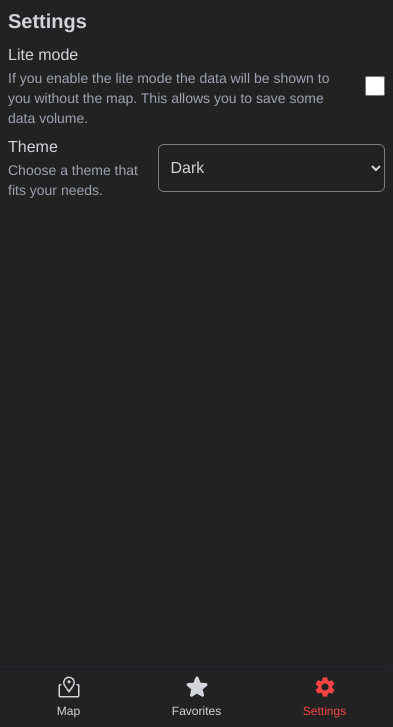 Settings
Lite mode
If you enable the lite mode the data will be shown to
you without the map. This allows you to save some
data volume.
Theme
Choose a theme that
fits your needs.
Dark
Map
Favorites
Settings